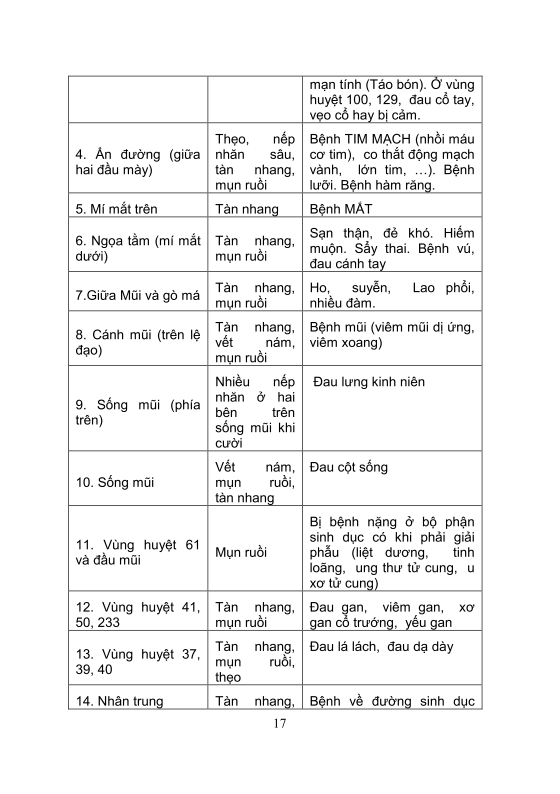 mạn tính (Táo bón). Ở vùng
huyệt 100, 129, đau cổ tay,
vẹo cổ hay bị cảm.
4. Ấn đường (giữa
hai đầu mày)
Thẹo, nếp
nhăn sâu,
tàn nhang,
mụn ruồi
Bệnh TIM MẠCH (nhồi máu
cơ tim), co thắt động mạch
vành, lớn tim, …). Bệnh
lưỡi. Bệnh hàm răng.
5. Mí mắt trên
Tàn nhang
Bệnh MẮT
6. Ngọa tằm (mí mắt
dưới)
Tàn nhang,
mụn ruồi
Sạn thận, đẻ khó. Hiếm
muộn. Sẩy thai. Bệnh vú,
đau cánh tay
7.Giữa Mũi và gò má
Tàn nhang,
mụn ruồi
Ho, suyễn, Lao phổi,
nhiều đàm.
8. Cánh mũi (trên lệ
đạo)
Tàn nhang,
vết nám,
mụn ruồi
Bệnh mũi (viêm mũi dị ứng,
viêm xoang)
9. Sống mũi (phía
trên)
Nhiều nếp
nhăn ở hai
bên trên
sống mũi khi
cười
Đau lưng kinh niên
10. Sống mũi
Vết nám,
mụn ruồi,
tàn nhang
Đau cột sống
11. Vùng huyệt 61
và đầu mũi
Mụn ruồi
Bị bệnh nặng ở bộ phận
sinh dục có khi phải giải
phẫu (liệt dương, tinh
loãng, ung thư tử cung, u
xơ tử cung)
12. Vùng huyệt 41,
50, 233
Tàn nhang,
mụn ruồi
Đau gan, viêm gan, xơ
gan cổ trướng, yếu gan
13. Vùng huyệt 37,
39, 40
Tàn nhang,
mụn ruồi,
thẹo
Đau lá lách, đau dạ dày
14. Nhân trung
Tàn nhang,
Bệnh về đường sinh dục
17